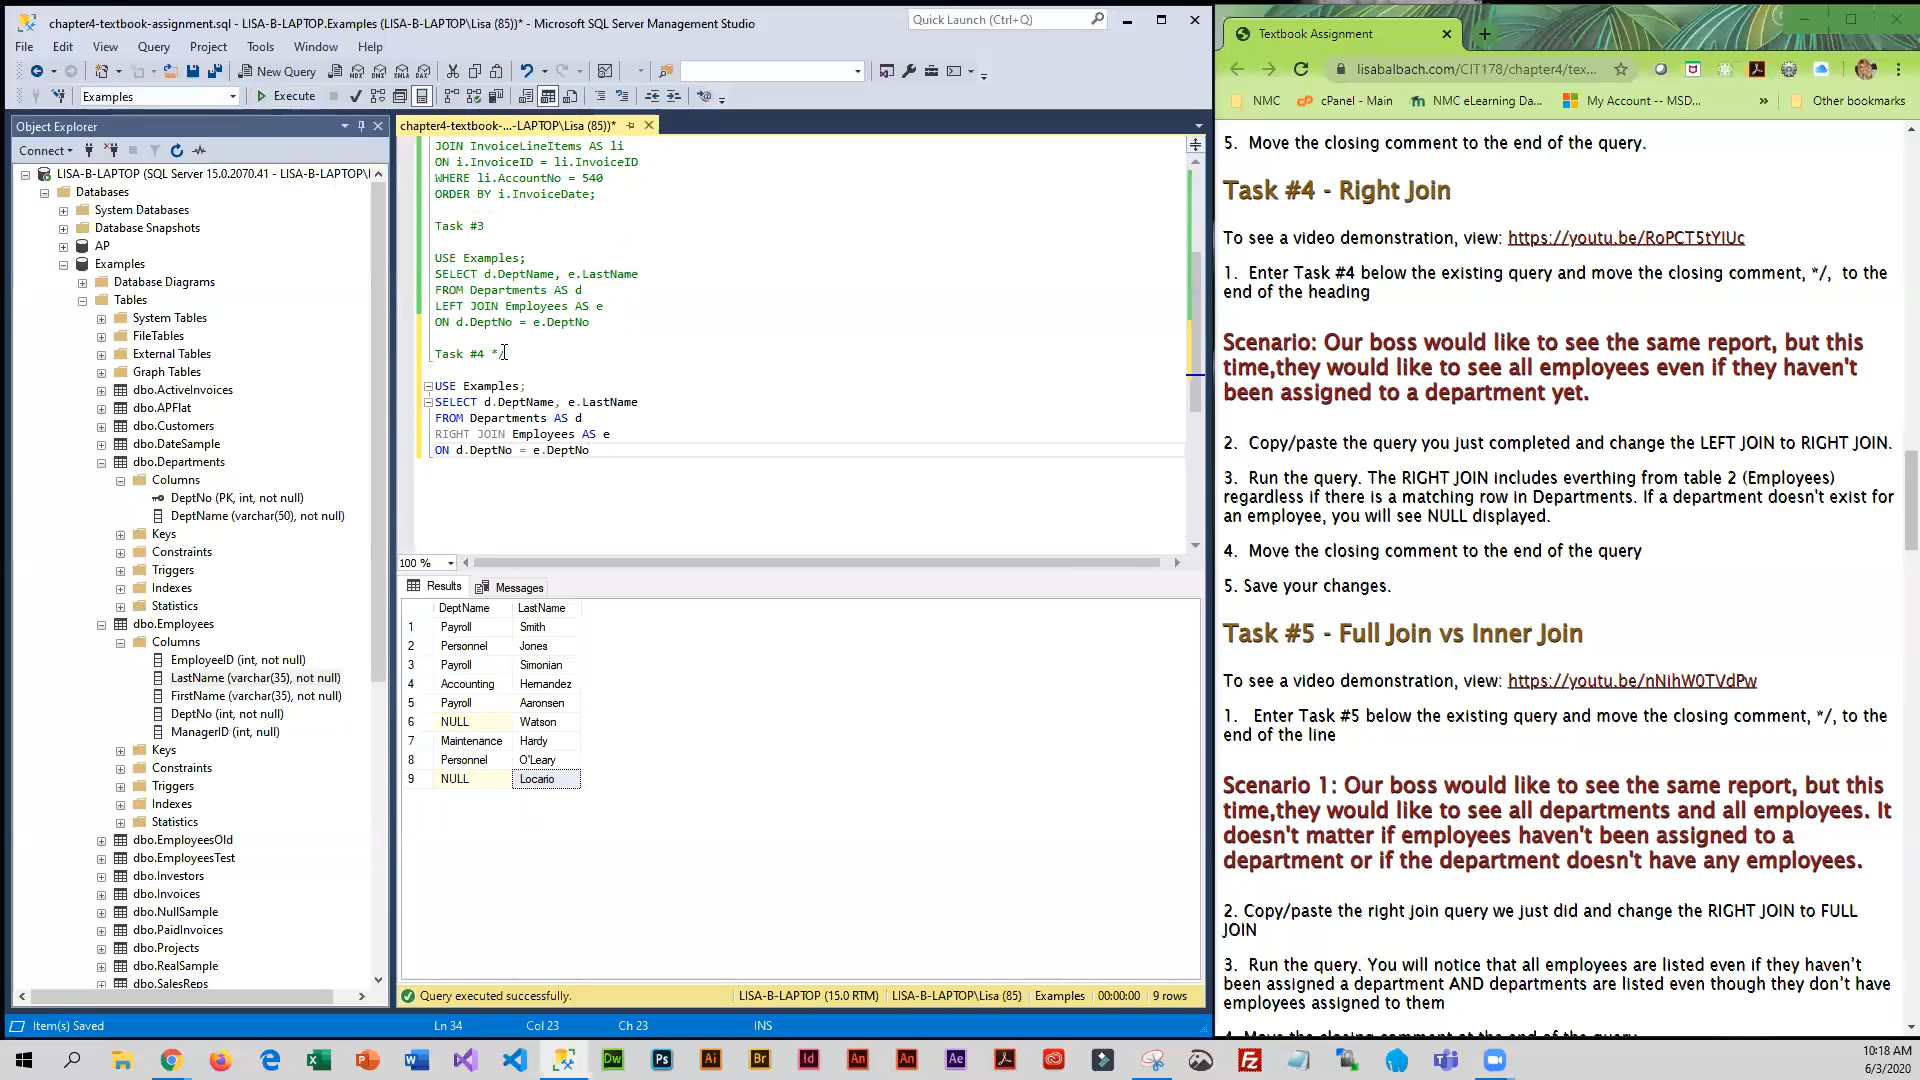 chapter4-textbook-assignment.sql - LISA-B-LAPTOP.Examples (LISA-B-LAPTOP\Lisa (85))* - Microsoft SQL Server Management Studio
Quick Launch (Ctrl+Q)
File Edit View Query Project Tools Window Help
New Query
Examples
Execute
Object Explorer
Connect
LISA-B-LAPTOP (SQL Server 15.0.2070.41 - LISA-B-LAPTOP\
Databases
System Databases
Database Snapshots
AP
Examples
Database Diagrams
Tables
System Tables
FileTables
External Tables
Graph Tables
dbo.ActiveInvoices
dbo.APFlat
dbo.Customers
dbo.DateSample
dbo.Departments
Columns
DeptNo (PK, int, not null)
DeptName (varchar(50), not null)
Keys
Constraints
Triggers
Indexes
Statistics
dbo.Employees
Columns
EmployeeID (int, not null)
LastName (varchar(35), not null)
FirstName (varchar(35), not null)
DeptNo (int, not null)
ManagerID (int, null)
Keys
Constraints
Triggers
Indexes
Statistics
dbo.EmployeesOld
dbo.EmployeesTest
dbo.Investors
dbo.Invoices
dbo.NullSample
dbo.PaidInvoices
dbo.Projects
dbo.RealSample
dbo.SalesReps
chapter4-textbook-...-LAPTOP\Lisa (85))*
JOIN InvoiceLineItems AS li
ON i.InvoiceID = li.InvoiceID
WHERE li.AccountNo = 540
ORDER BY i.InvoiceDate;
Task #3
USE Examples;
SELECT d.DeptName, e.LastName
FROM Departments AS d
LEFT JOIN Employees AS e
ON d.DeptNo = e.DeptNo
Task #4 */
USE Examples;
SELECT d.DeptName, e.LastName
FROM Departments AS d
RIGHT JOIN Employees AS e
ON d.DeptNo = e.DeptNo
100 %
Results Messages
DeptName LastName
1 Payroll Smith
2 Personnel Jones
3 Payroll Simonian
4 Accounting Hernandez
5 Payroll Aaronsen
6 NULL Watson
7 Maintenance Hardy
8 Personnel O'Leary
9 NULL Locario
Query executed successfully.
LISA-B-LAPTOP (15.0 RTM) LISA-B-LAPTOP\Lisa (85) Examples 00:00:00 9 rows
Item(s) Saved Ln 34 Col 23 Ch 23 INS
Textbook Assignment
lisabalbach.com/CIT178/chapter4/tex...
NMC cPanel - Main NMC eLearning Da... My Account -- MSD... » Other bookmarks
5. Move the closing comment to the end of the query.
Task #4 - Right Join
To see a video demonstration, view: https://youtu.be/RoPCT5tYlUc
1. Enter Task #4 below the existing query and move the closing comment, */, to the
end of the heading
Scenario: Our boss would like to see the same report, but this
time,they would like to see all employees even if they haven't
been assigned to a department yet.
2. Copy/paste the query you just completed and change the LEFT JOIN to RIGHT JOIN.
3. Run the query. The RIGHT JOIN includes everthing from table 2 (Employees)
regardless if there is a matching row in Departments. If a department doesn't exist for
an employee, you will see NULL displayed.
4. Move the closing comment to the end of the query
5. Save your changes.
Task #5 - Full Join vs Inner Join
To see a video demonstration, view: https://youtu.be/nNihW0TVdPw
1. Enter Task #5 below the existing query and move the closing comment, */, to the
end of the line
Scenario 1: Our boss would like to see the same report, but this
time,they would like to see all departments and all employees. It
doesn't matter if employees haven't been assigned to a
department or if the department doesn't have any employees.
2. Copy/paste the right join query we just did and change the RIGHT JOIN to FULL
JOIN
3. Run the query. You will notice that all employees are listed even if they haven't
been assigned a department AND departments are listed even though they don't have
employees assigned to them
4. Move the closing comment at the end of the query
10:18 AM
6/3/2020